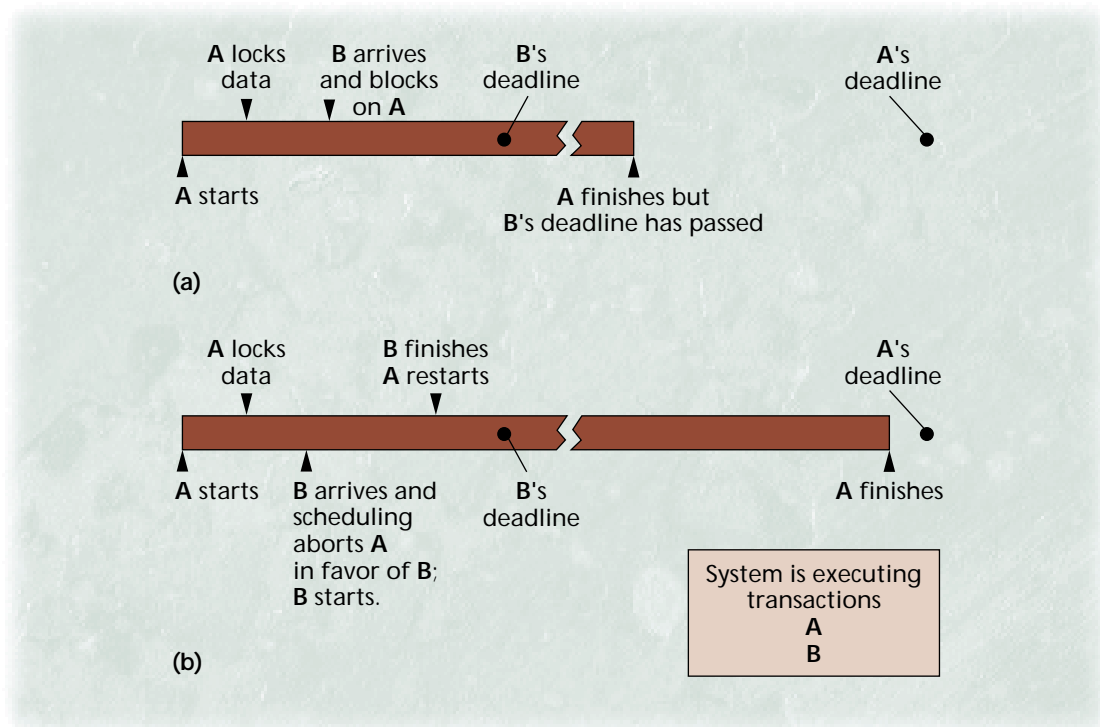 A locks
data
B arrives
and blocks
on A
B's
deadline
A's
deadline
A starts
A finishes but
B's deadline has passed
(a)
A locks
data
B finishes
A restarts
A's
deadline
A starts
B arrives and
scheduling
aborts A
in favor of B;
B starts.
B's
deadline
A finishes
System is executing
transactions
A
B
(b)